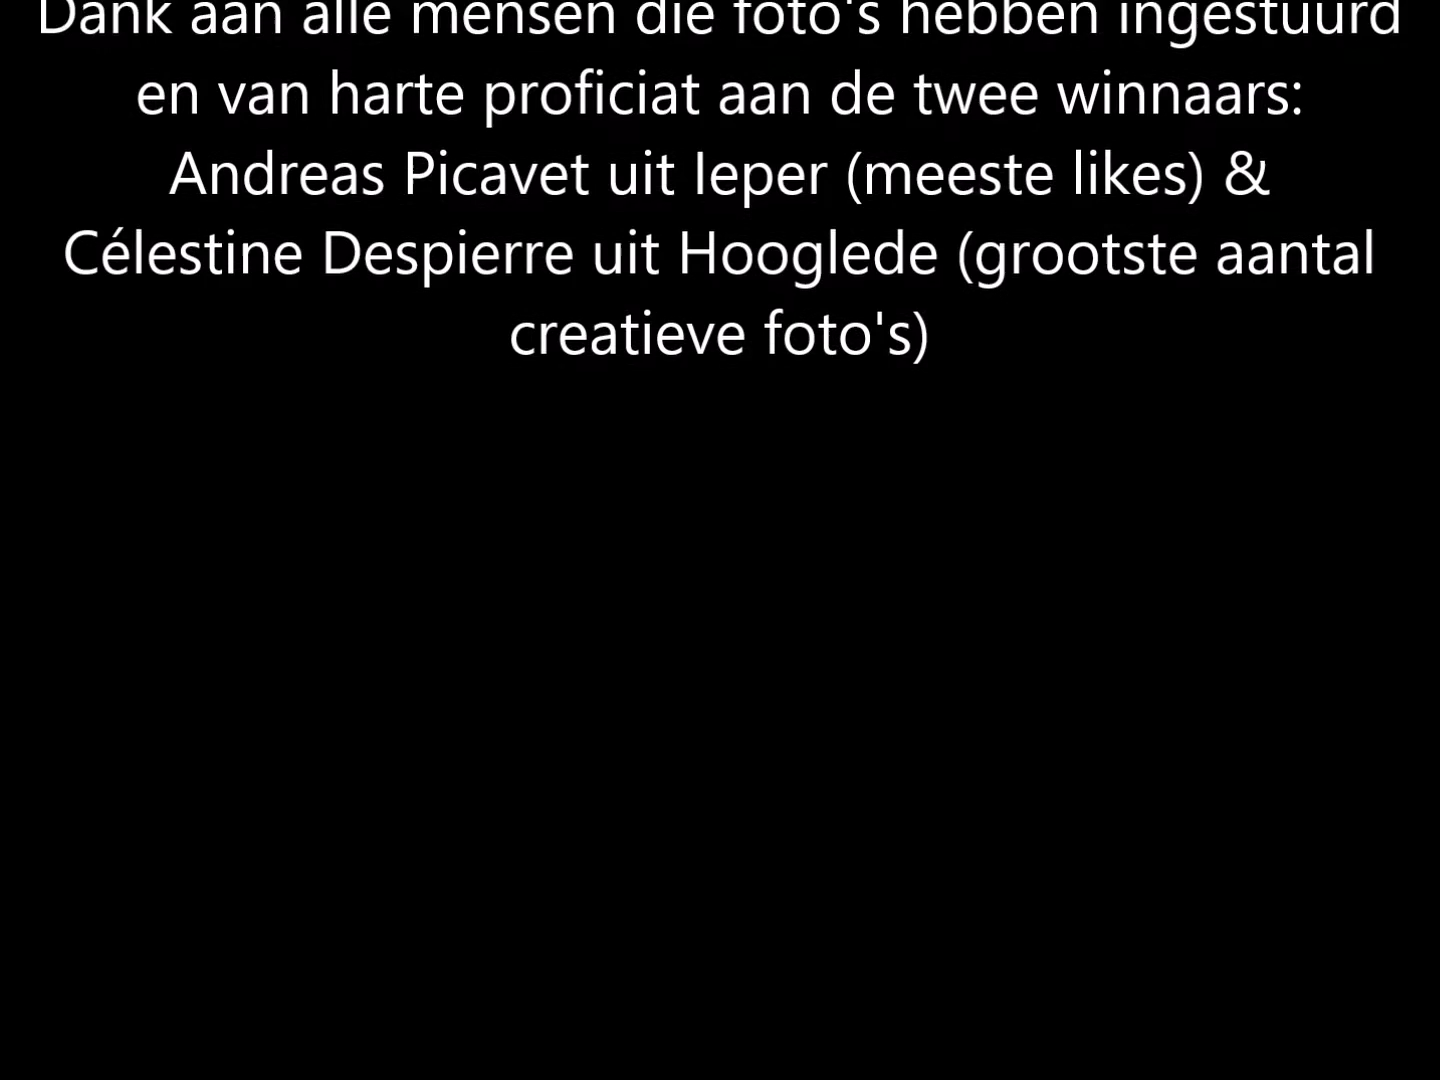 Dank aan alle mensen die foto's hebben ingestuurd
en van harte proficiat aan de twee winnaars:
Andreas Picavet uit Ieper (meeste likes) &
Célestine Despierre uit Hooglede (grootste aantal
creatieve foto's)